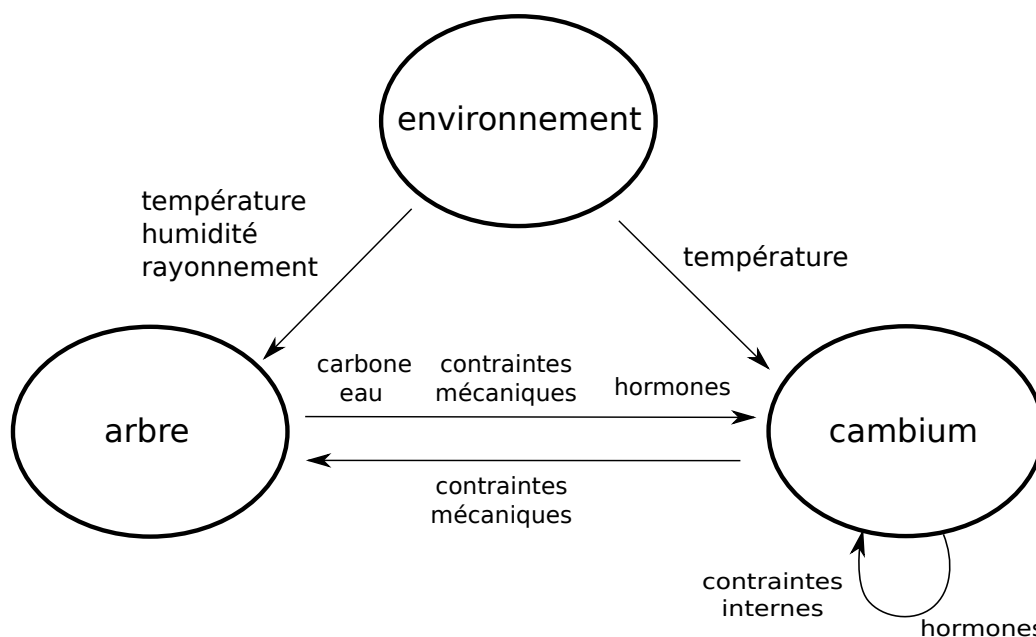 environnement
température
humidité
rayonnement
température
carbone
eau
contraintes
mécaniques
hormones
arbre
cambium
contraintes
mécaniques
contraintes
internes
hormones